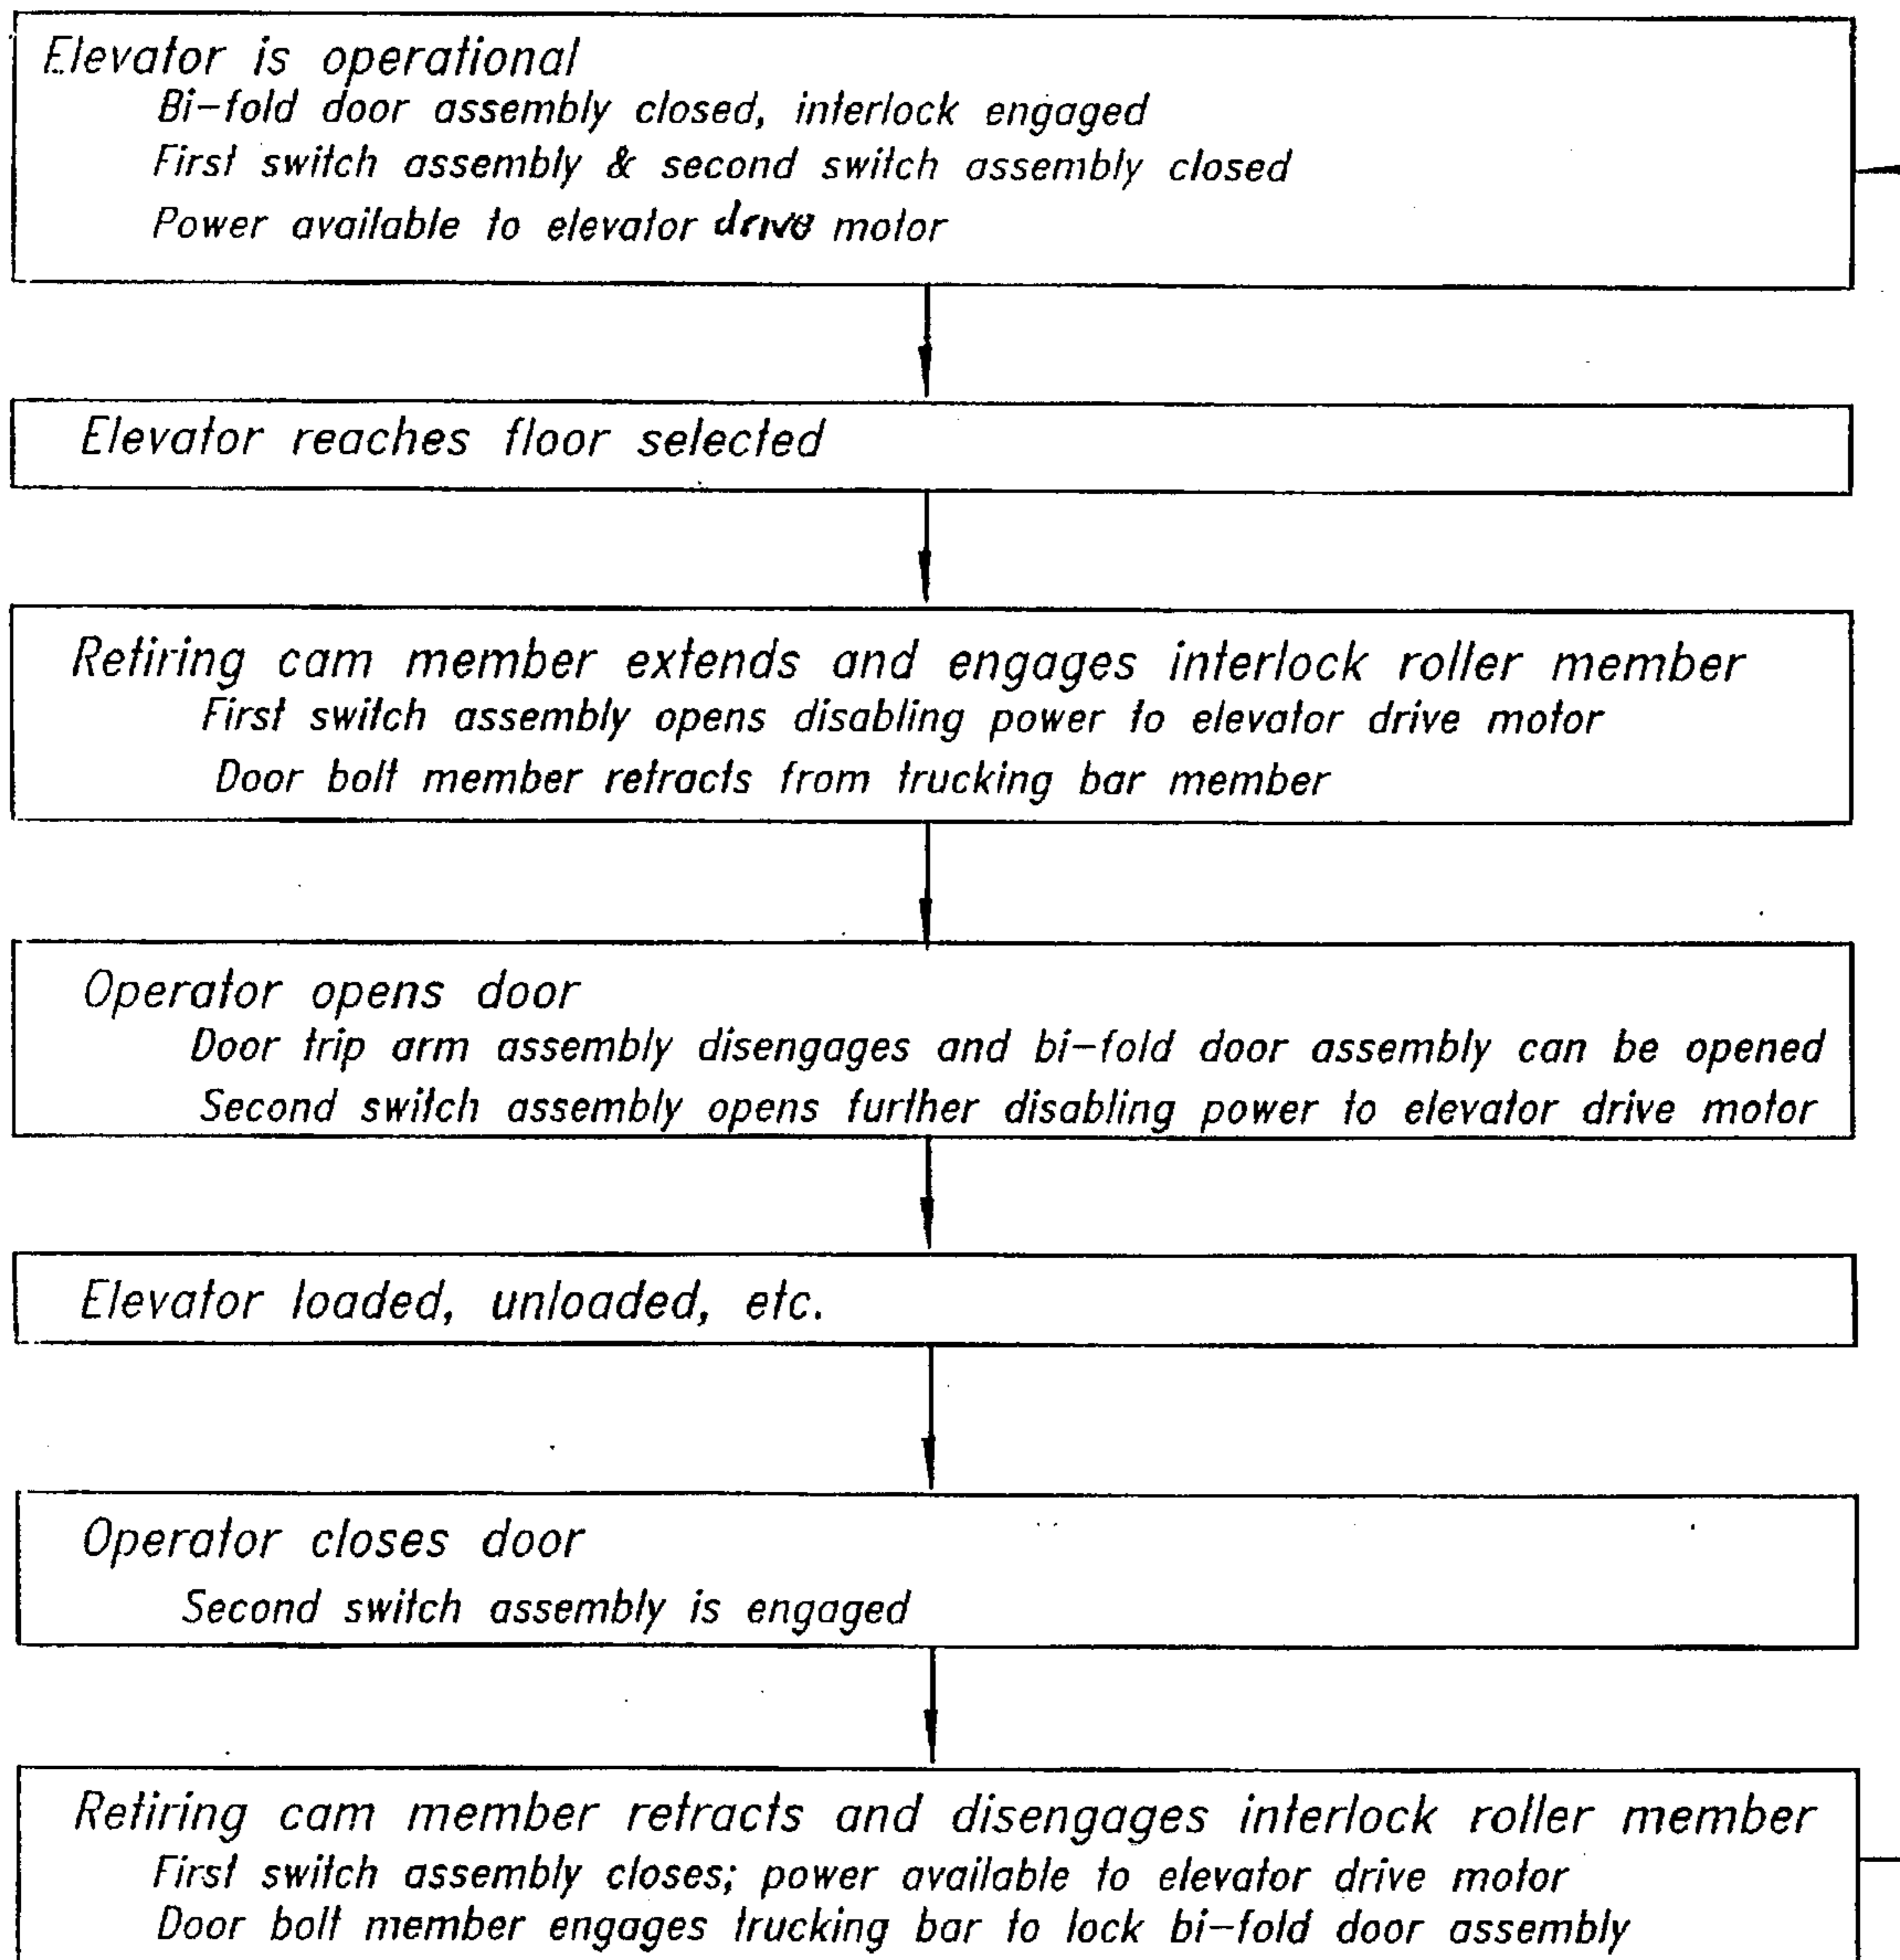 Elevator is operational
Bi-fold door assembly closed, interlock engaged
First switch assembly & second switch assembly closed
Power available to elevator drive motor
Elevator reaches floor selected
Retiring cam member extends and engages interlock roller member
First switch assembly opens disabling power to elevator drive motor
Door bolt member retracts from trucking bar member
Operator opens door
Door trip arm assembly disengages and bi-fold door assembly can be opened
Second switch assembly opens further disabling power to elevator drive motor
Elevator loaded, unloaded, etc.
Operator closes door
Second switch assembly is engaged
Retiring cam member retracts and disengages interlock roller member
First switch assembly closes; power available to elevator drive motor
Door bolt member engages trucking bar to lock bi-fold door assembly